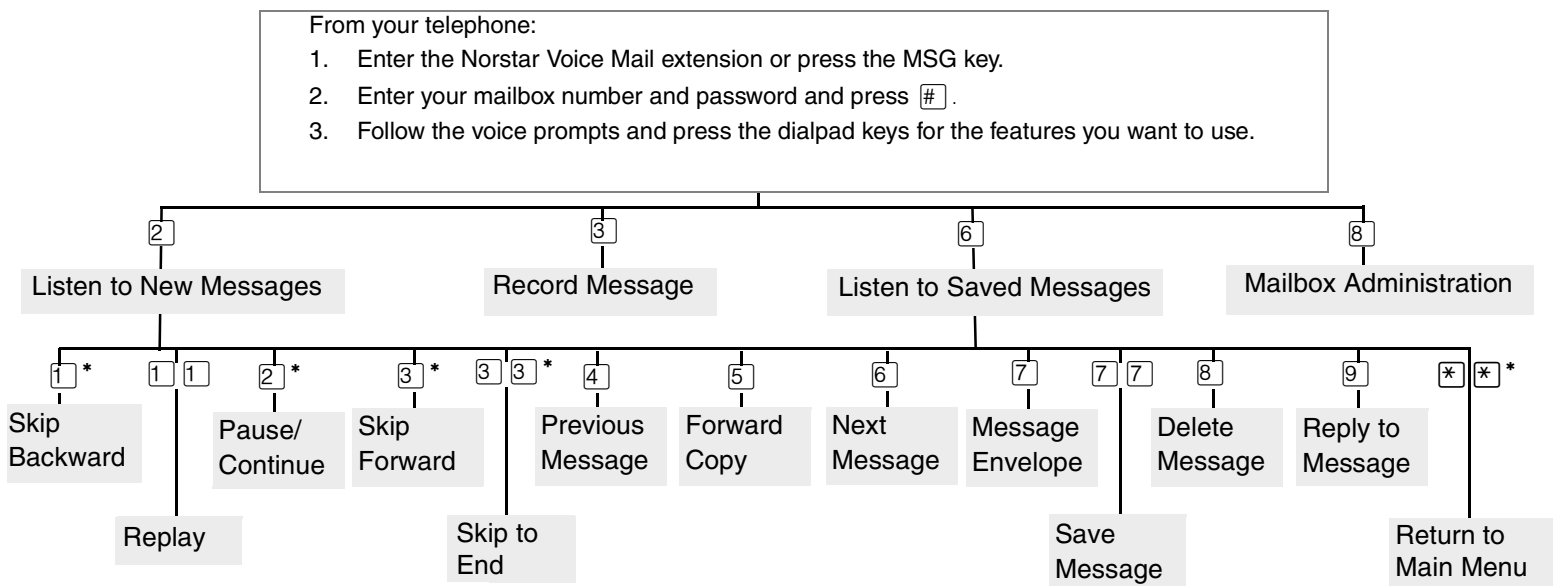 From your telephone:
1. Enter the Norstar Voice Mail extension or press the MSG key.
2. Enter your mailbox number and password and press # .
3. Follow the voice prompts and press the dialpad keys for the features you want to use.
2 3 6 8
Listen to New Messages Record Message Listen to Saved Messages Mailbox Administration
1 * 1 1 2 * 3 * 3 3 * 4 5 6 7 7 7 8 9 * * *
Skip
Backward
Pause/
Continue
Skip
Forward
Previous
Message
Forward
Copy
Next
Message
Message
Envelope
Delete
Message
Reply to
Message
Replay
Skip to
End
Save
Message
Return to
Main Menu